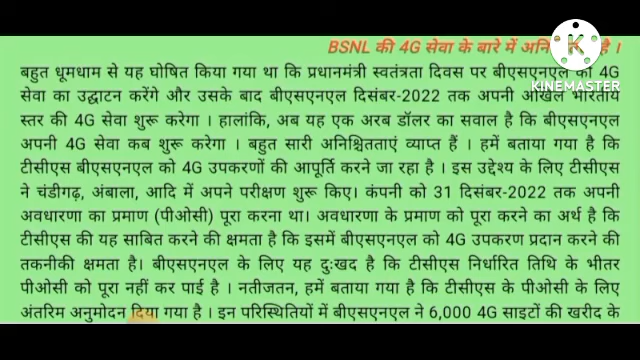 BSNL की 4G सेवा के बारे में है ।
KINEMASTER
बहुत धूमधाम से यह घोषित किया गया था कि प्रधानमंत्री स्वतंत्रता दिवस पर बीएसएनएल की 4G
सेवा का उद्घाटन करेंगे और उसके बाद बीएसएनएल दिसंबर-2022 तक अपनी अखिल भारतीय
स्तर की 4G सेवा शुरू करेगा । हालांकि, अब यह एक अरब डॉलर का सवाल है कि बीएसएनएल
अपनी 4G सेवा कब शुरू करेगा । बहुत सारी अनिश्चितताएं व्याप्त हैं । हमें बताया गया है कि
टीसीएस बीएसएनएल को 4G उपकरणों की आपूर्ति करने जा रहा है । इस उद्देश्य के लिए टीसीएस
ने चंडीगढ़, अंबाला, आदि में अपने परीक्षण शुरू किए। कंपनी को 31 दिसंबर-2022 तक अपनी
अवधारणा का प्रमाण (पीओसी) पूरा करना था। अवधारणा के प्रमाण को पूरा करने का अर्थ है कि
टीसीएस की यह साबित करने की क्षमता है कि इसमें बीएसएनएल को 4G उपकरण प्रदान करने की
तकनीकी क्षमता है। बीएसएनएल के लिए यह दुःखद है कि टीसीएस निर्धारित तिथि के भीतर
पीओसी को पूरा नहीं कर पाई है । नतीजतन, हमें बताया गया है कि टीसीएस के पीओसी के लिए
अंतरिम अनुमोदन दिया गया है । इन परिस्थितियों में बीएसएनएल ने 6,000 4G साइटों की खरीद के